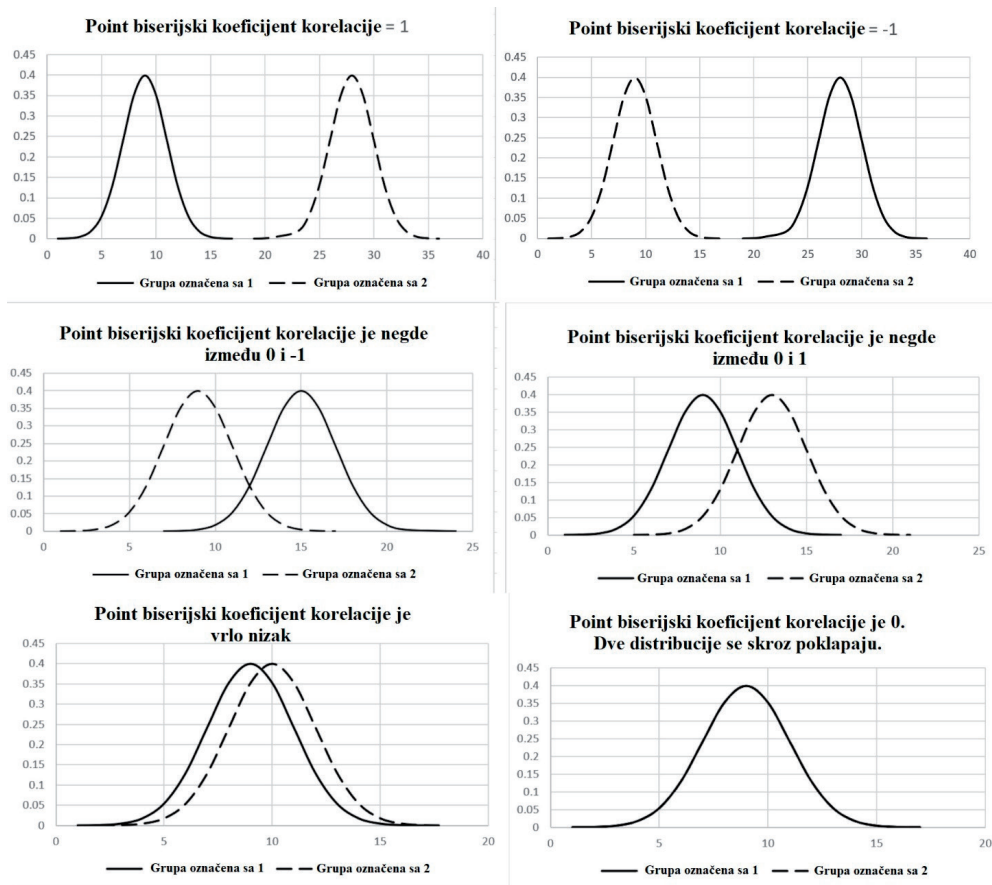 Point biserijski koeficijent korelacije = 1
0.45
0.4
0.35
0.3
0.25
0.2
0.15
0.1
0.05
0
0 5 10 15 20 25 30 35 40
Grupa označena sa 1 Grupa označena sa 2
Point biserijski koeficijent korelacije = -1
0.45
0.4
0.35
0.3
0.25
0.2
0.15
0.1
0.05
0
0 5 10 15 20 25 30 35 40
Grupa označena sa 1 Grupa označena sa 2
Point biserijski koeficijent korelacije je negde
između 0 i -1
0.45
0.4
0.35
0.3
0.25
0.2
0.15
0.1
0.05
0
0 5 10 15 20 25
Grupa označena sa 1 Grupa označena sa 2
Point biserijski koeficijent korelacije je negde
između 0 i 1
0.45
0.4
0.35
0.3
0.25
0.2
0.15
0.1
0.05
0
0 5 10 15 20 25
Grupa označena sa 1 Grupa označena sa 2
Point biserijski koeficijent korelacije je
vrlo nizak
0.45
0.4
0.35
0.3
0.25
0.2
0.15
0.1
0.05
0
0 5 10 15 20
Grupa označena sa 1 Grupa označena sa 2
Point biserijski koeficijent korelacije je 0.
Dve distribucije se skroz poklapaju.
0.45
0.4
0.35
0.3
0.25
0.2
0.15
0.1
0.05
0
0 5 10 15 20
Grupa označena sa 1 Grupa označena sa 2